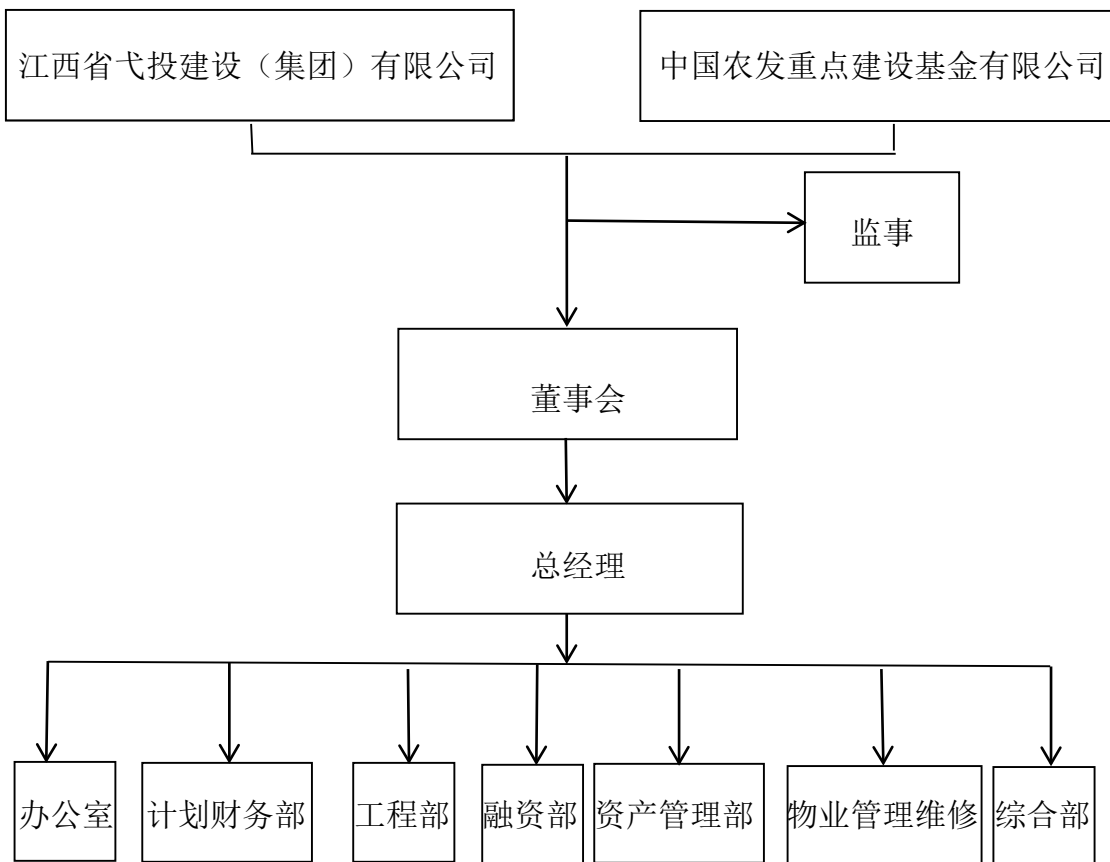 江西省弋投建设（集团）有限公司
中国农发重点建设基金有限公司
监事
董事会
总经理
办公室
计划财务部
工程部
融资部
资产管理部
物业管理维修
综合部